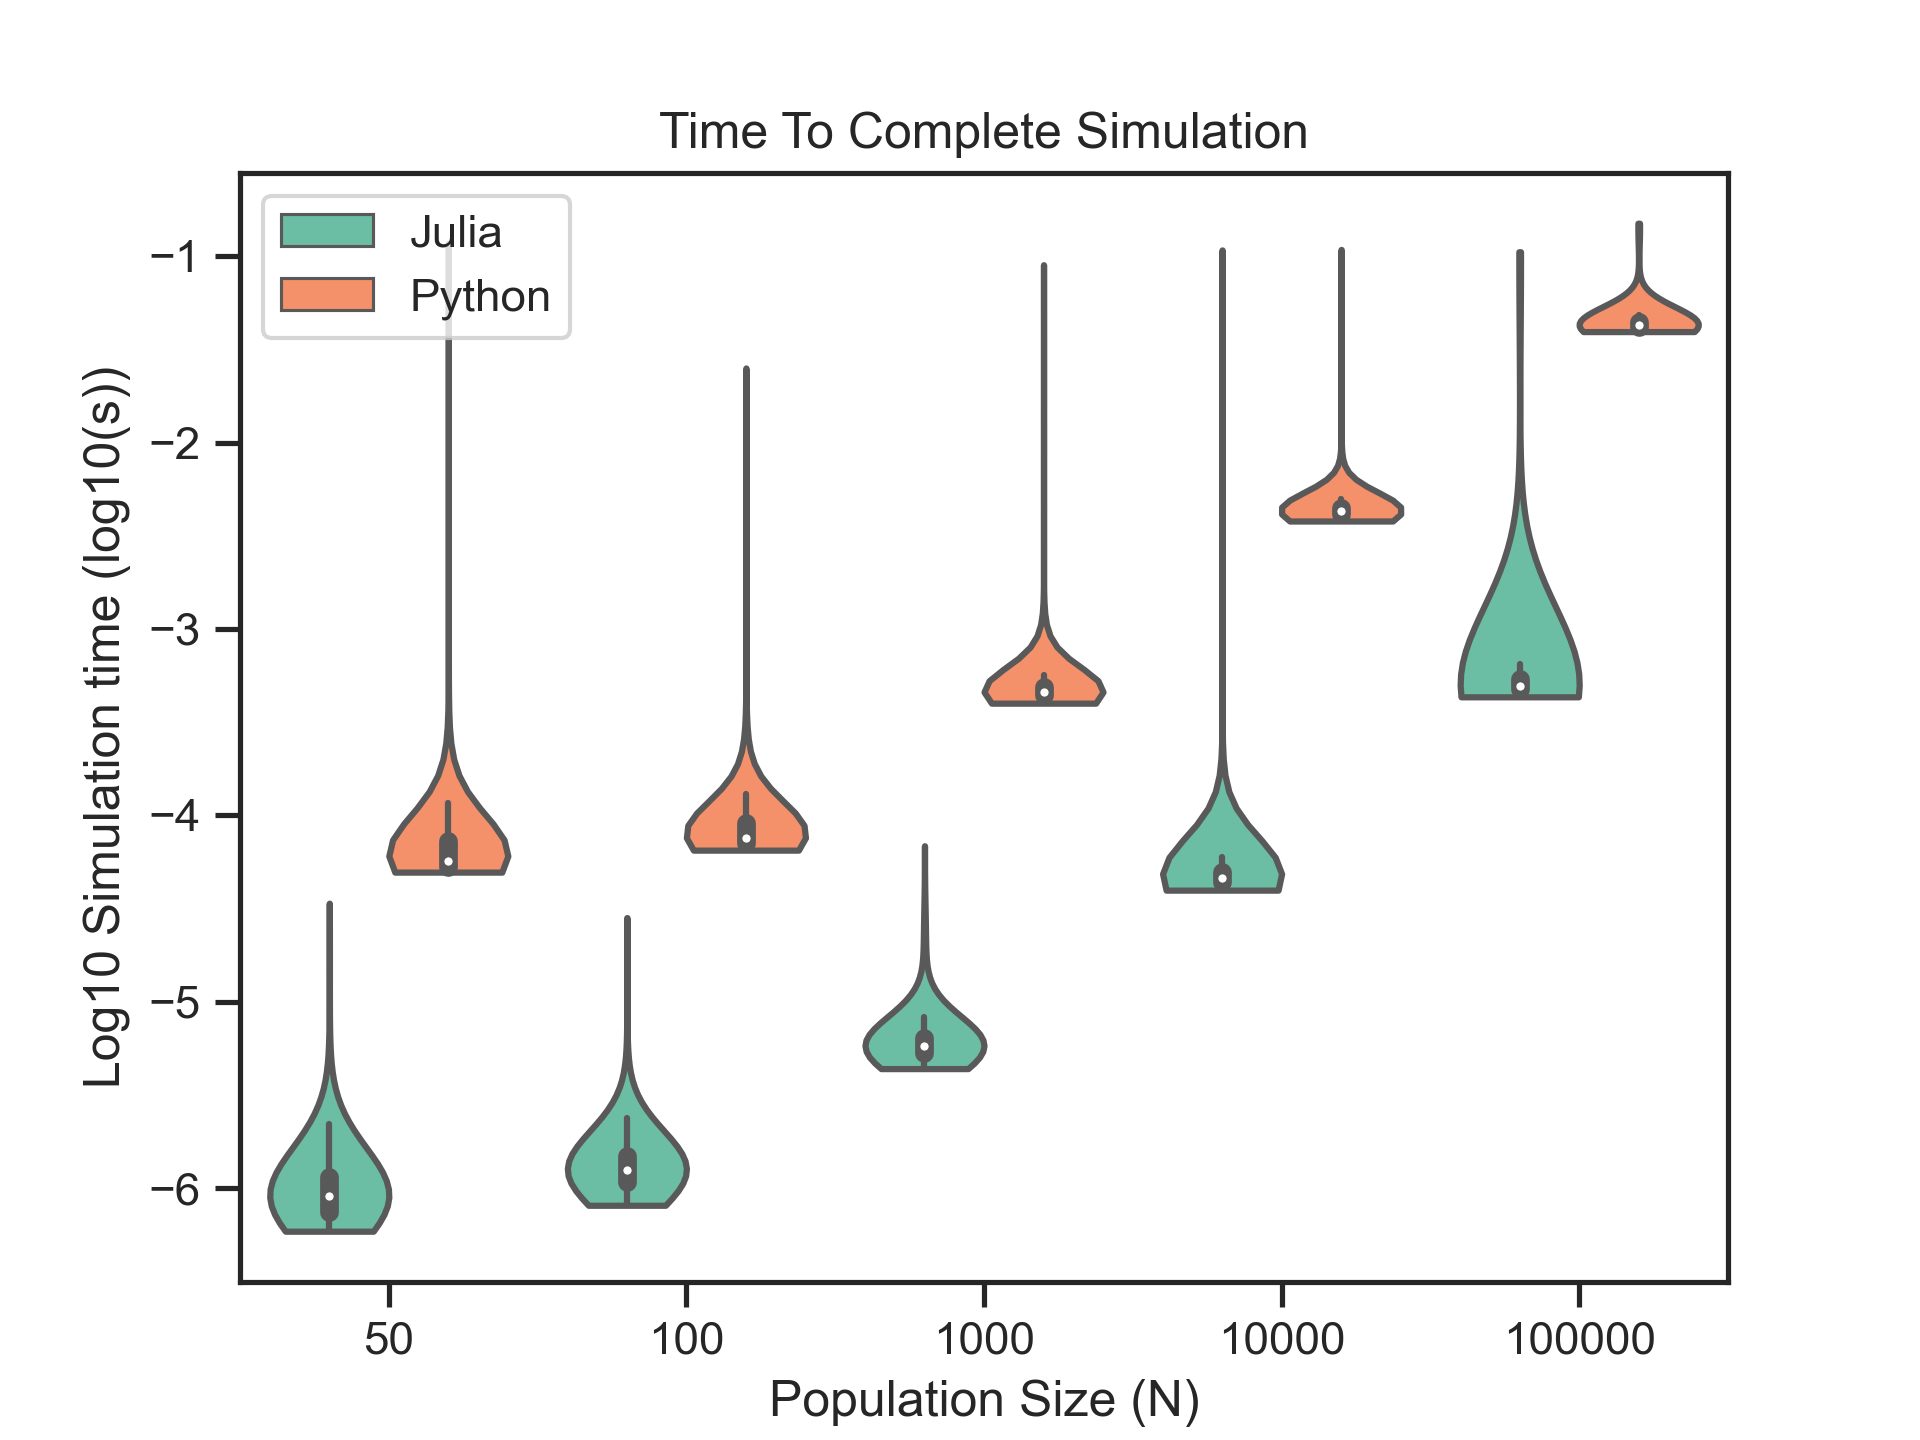 Time To Complete Simulation
Julia
Python
Log10 Simulation time (log10(s))
−1
−2
−3
−4
−5
−6
50
100
1000
10000
100000
Population Size (N)